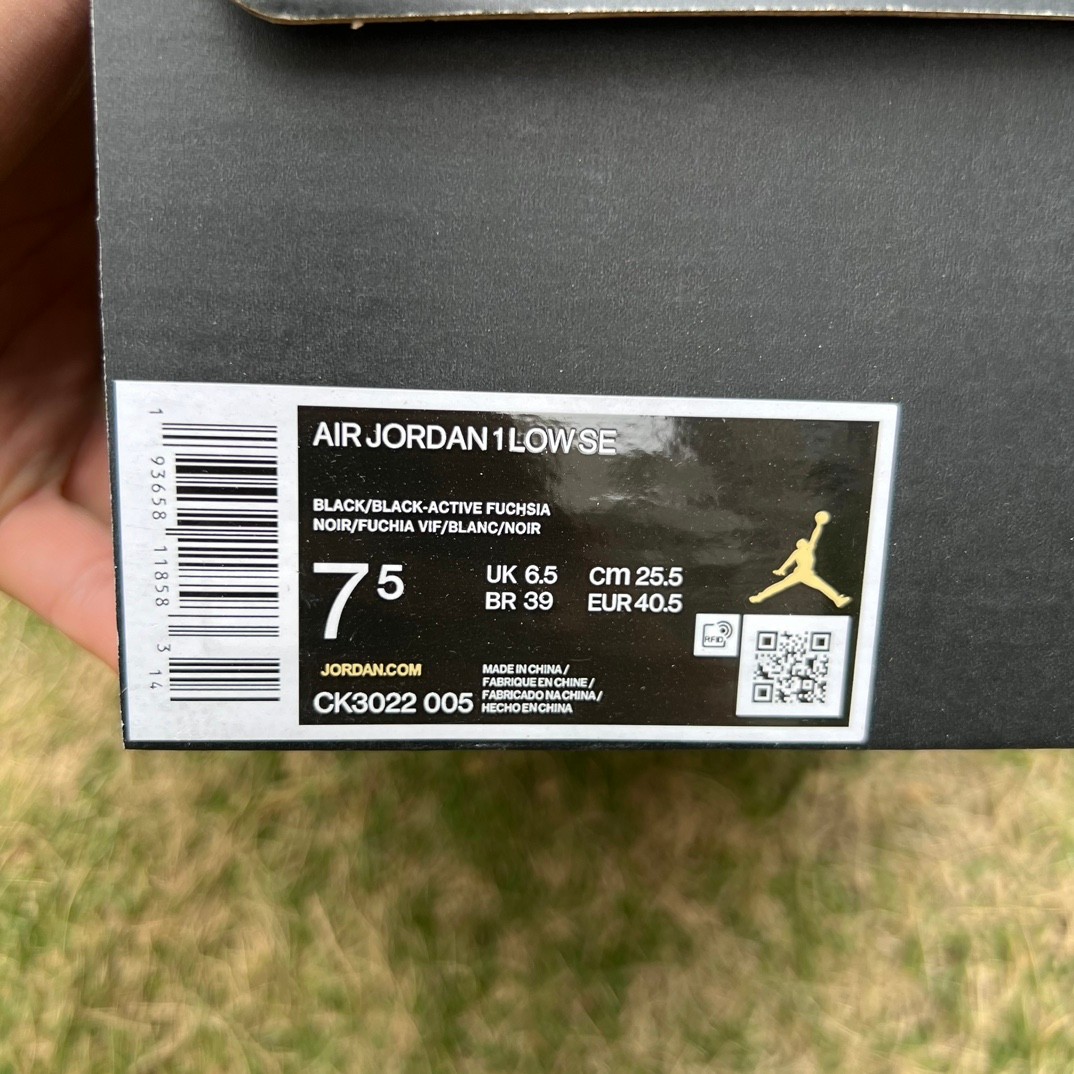 1 93658 11858 3 14
AIR JORDAN 1 LOW SE
BLACK/BLACK-ACTIVE FUCHSIA
NOIR/FUCHIA VIF/BLANC/NOIR
7 5
UK 6.5 cm 25.5
BR 39 EUR 40.5
RFID
JORDAN.COM
CK3022 005
MADE IN CHINA /
FABRIQUE EN CHINE /
FABRICADO NA CHINA /
HECHO EN CHINA